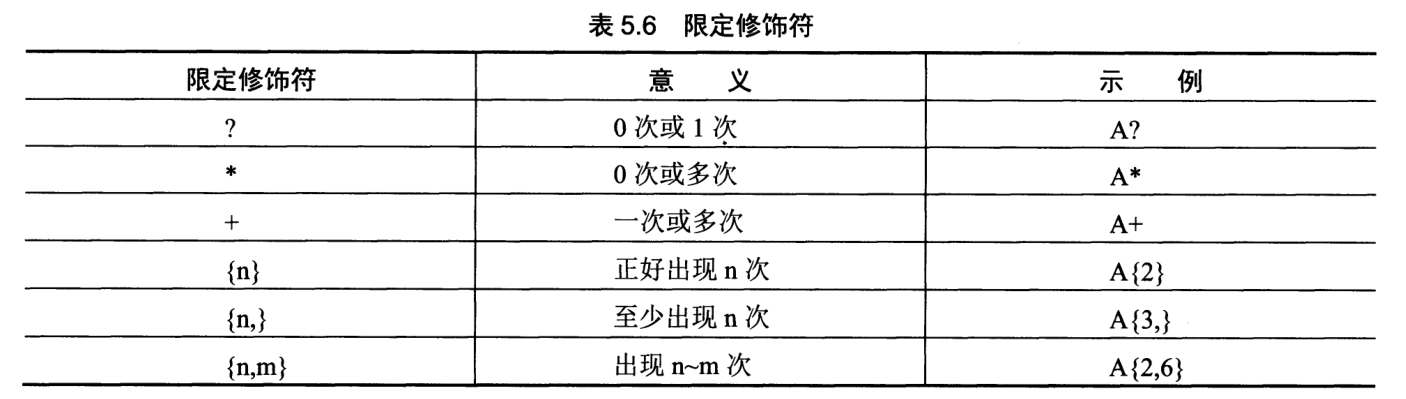 表 5.6 限定修饰符
限定修饰符 意 义 示 例
? 0 次或 1 次 A?
* 0 次或多次 A*
+ 一次或多次 A+
{n} 正好出现 n 次 A{2}
{n,} 至少出现 n 次 A{3,}
{n,m} 出现 n~m 次 A{2,6}